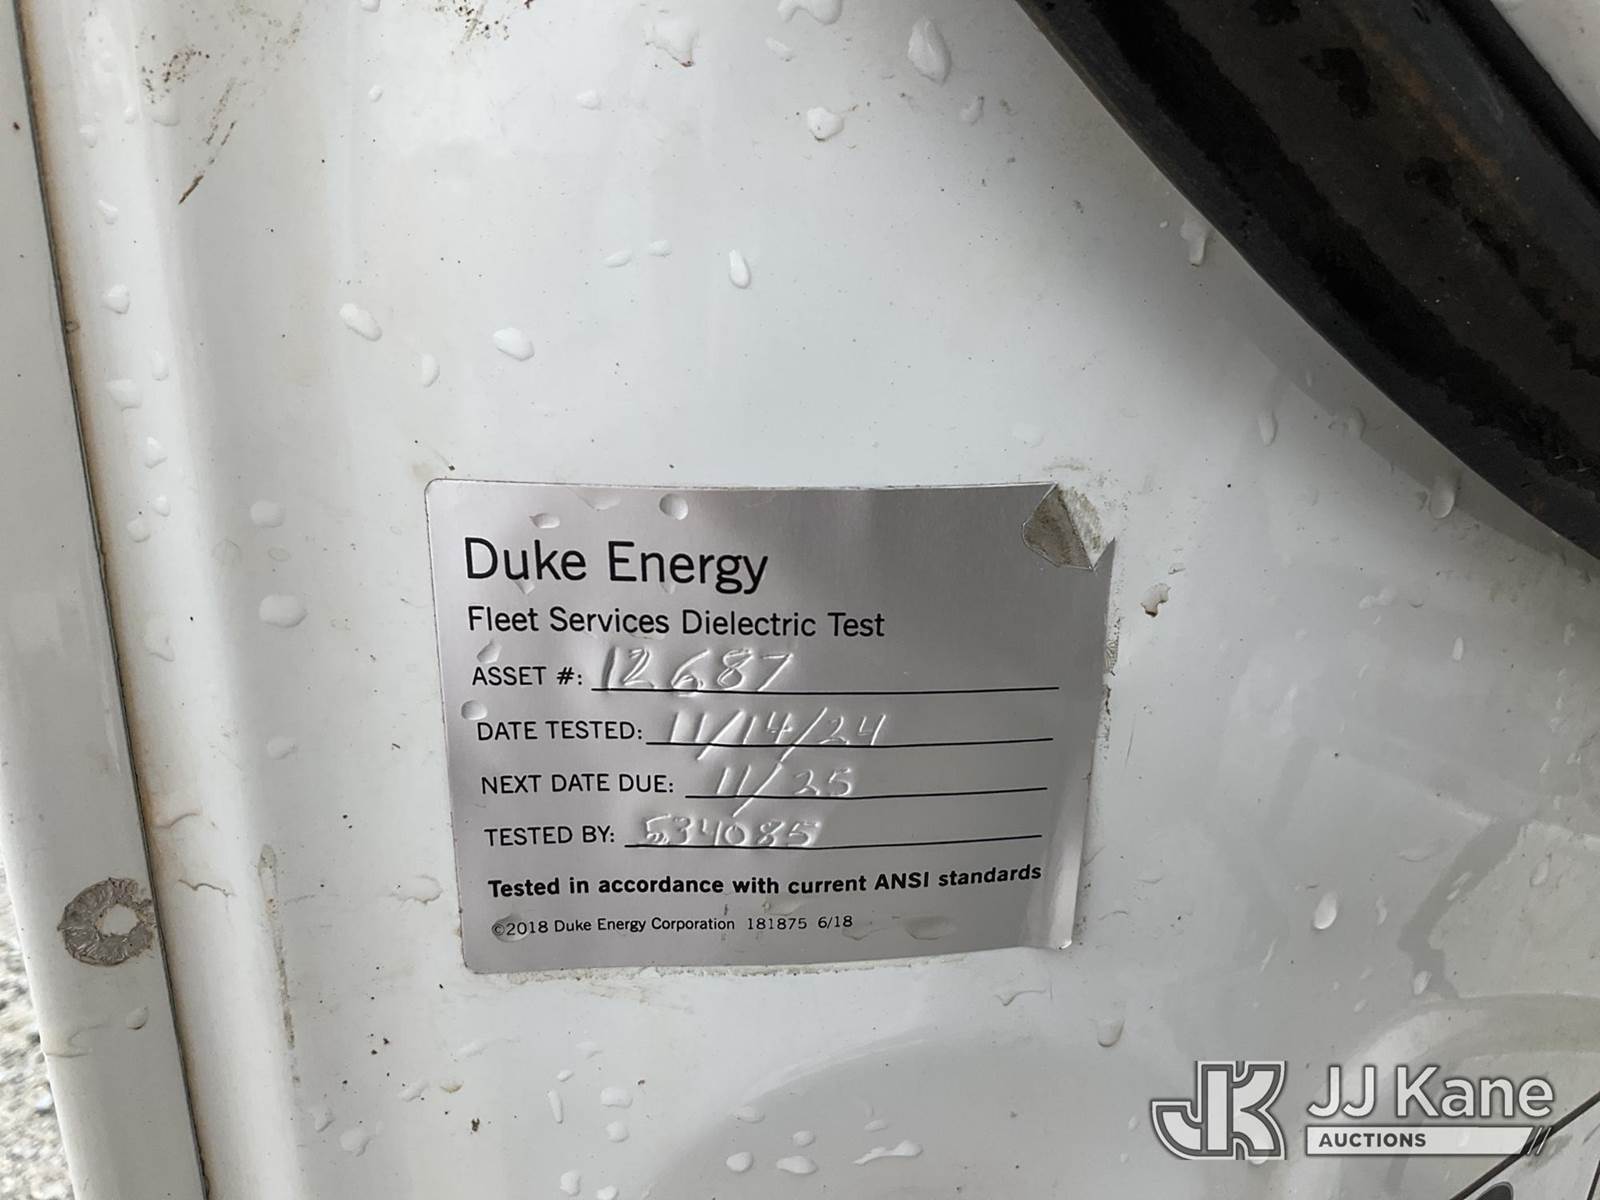 Duke Energy
Fleet Services Dielectric Test
ASSET #: 12687
DATE TESTED: 11/14/24
NEXT DATE DUE: 11/25
TESTED BY: 534085
Tested in accordance with current ANSI standards
©2018 Duke Energy Corporation 181875 6/18
JK JJ Kane
AUCTIONS